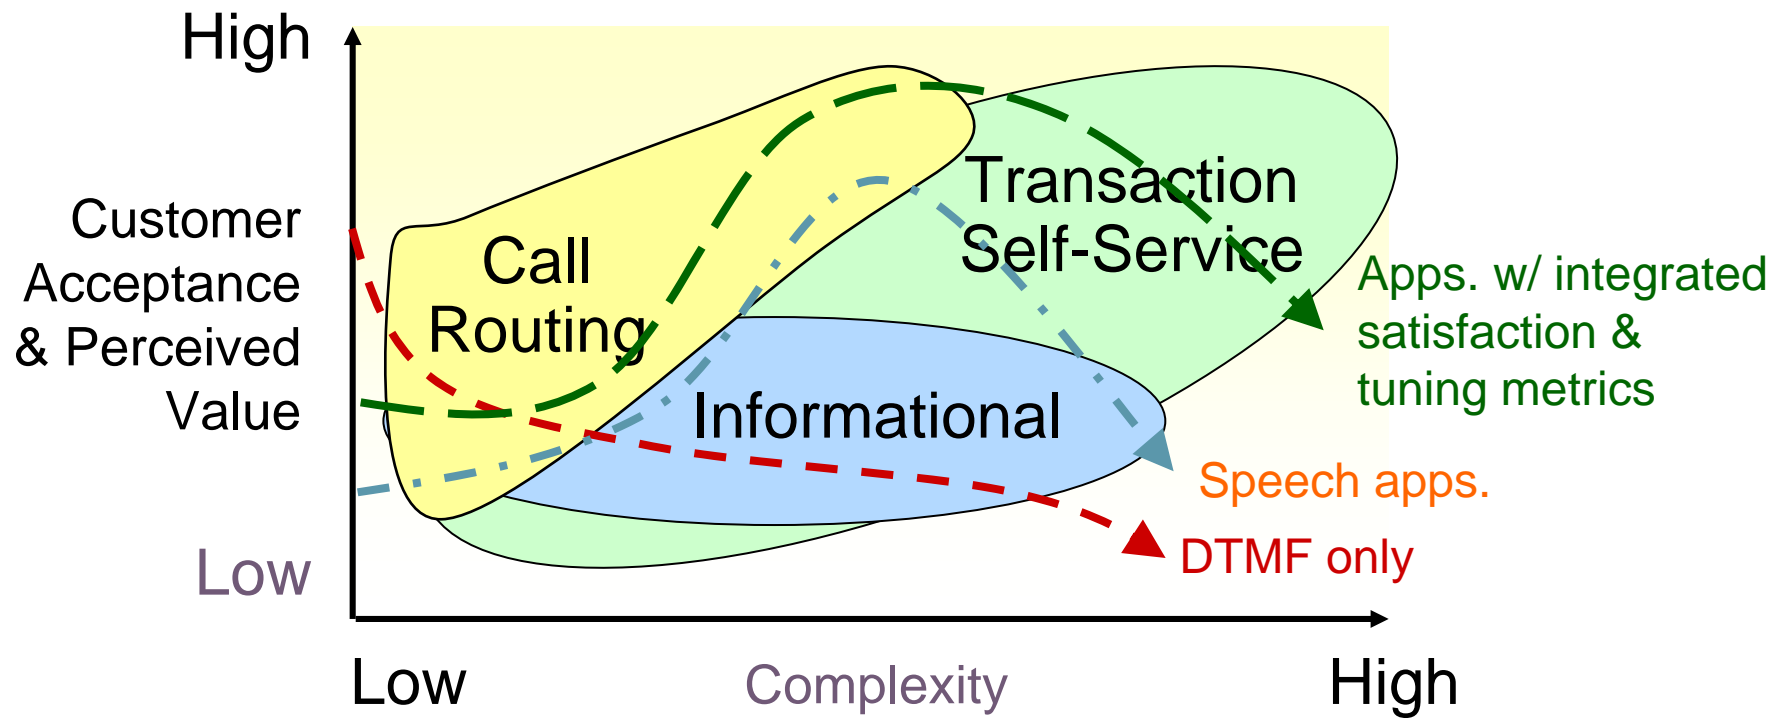 High
Customer
Acceptance
& Perceived
Value
Low
Call
Routing
Transaction
Self-Service
Informational
Apps. w/ integrated
satisfaction &
tuning metrics
Speech apps.
DTMF only
Low
Complexity
High